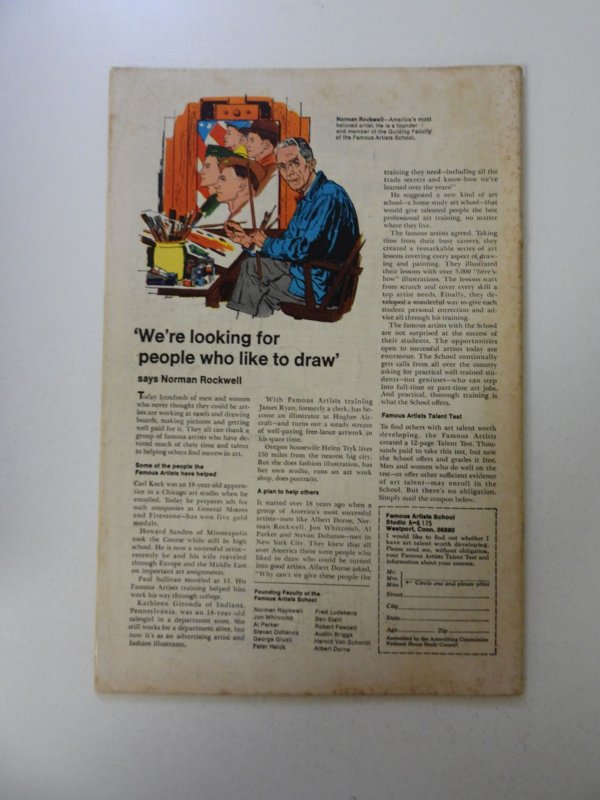 Norman Rockwell—America's most
beloved artist. He is a founder
and member of the Guiding Faculty
of the Famous Artists School.
'We're looking for
people who like to draw'
says Norman Rockwell
Today hundreds of men and women
who never thought they could be art-
ists are working at easels and drawing
boards, making pictures and getting
well paid for it. They all can thank a
group of famous artists who have de-
voted much of their time and talent
to helping others find success in art.
Some of the people the
Famous Artists have helped
Carl Kock was an 18-year-old appren-
tice in a Chicago art studio when he
enrolled. Today he prepares ads for
such companies as General Motors
and Firestone—has won five gold
medals.
Howard Sanden of Minneapolis
took the Course while still in high
school. He is now a successful artist—
recently he and his wife traveled
through Europe and the Middle East
on important art assignments.
Paul Sullivan enrolled at 14. His
Famous Artists training helped him
work his way through college.
Kathleen Gironda of Indiana,
Pennsylvania, was an 18-year-old
salesgirl in a department store. She
still works for a department store, but
now it's as an advertising artist and
fashion illustrator.
With Famous Artists training
James Ryan, formerly a clerk, has be-
come an illustrator at Hughes Air-
craft—and turns out a steady stream
of well-paying free-lance artwork in
his spare time.
Oregon housewife Helen Tryk lives
150 miles from the nearest big city.
But she does fashion illustration, has
her own studio, runs an art work
shop, does portraits.
A plan to help others
It started over 18 years ago when a
group of America's most successful
artists—men like Albert Dorne, Nor-
man Rockwell, Jon Whitcomb, Al
Parker and Stevan Dohanos—met in
New York City. They knew that all
over America there were people who
liked to draw who could be turned
into good artists. Albert Dorne asked,
"Why can't we give these people the
Founding Faculty of the
Famous Artists School
Norman Rockwell
Jon Whitcomb
Al Parker
Stevan Dohanos
George Giusti
Peter Helck
Fred Ludekens
Ben Stahl
Robert Fawcett
Austin Briggs
Harold Von Schmidt
Albert Dorne
training they need—including all the
trade secrets and know-how we've
learned over the years?"
He suggested a new kind of art
school—a home study art school—that
would give talented people the best
professional art training, no matter
where they live.
The famous artists agreed. Taking
time from their busy careers, they
created a remarkable series of art
lessons covering every aspect of draw-
ing and painting. They illustrated
their lessons with over 5,000 "here's-
how" illustrations. The lessons start
from scratch and cover every skill a
top artist needs. Finally, they de-
veloped a wonderful way to give each
student personal correction and ad-
vice all through his training.
The famous artists with the School
are not surprised at the success of
their students. The opportunities
open to successful artists today are
enormous. The School continually
gets calls from all over the country
asking for practical well-trained stu-
dents—not geniuses—who can step
into full-time or part-time art jobs.
And practical, thorough training is
what the School offers.
Famous Artists Talent Test
To find others with art talent worth
developing, the Famous Artists
created a 12-page Talent Test. Thou-
sands paid to take this test, but now
the School offers and grades it free.
Men and women who do well on the
test—or offer other sufficient evidence
of art talent—may enroll in the
School. But there's no obligation.
Simply mail the coupon below.
Famous Artists School
Studio A-6175
Westport, Conn. 06880
I would like to find out whether I
have art talent worth developing.
Please send me, without obligation,
your Famous Artists Talent Test and
information about your courses.
Mr.
Mrs.
Miss
Circle one and please print
Street
City
State
Age Zip
Accredited by the Accrediting Commission
National Home Study Council